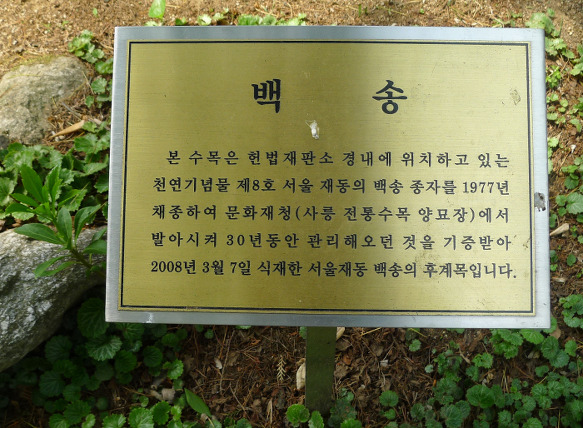 백 송
본 수목은 헌법재판소 경내에 위치하고 있는
천연기념물 제8호 서울 재동의 백송 종자를 1977년
채종하여 문화재청(사릉 전통수목 양묘장)에서
발아시켜 30년동안 관리해오던 것을 기증받아
2008년 3월 7일 식재한 서울재동 백송의 후계목입니다.